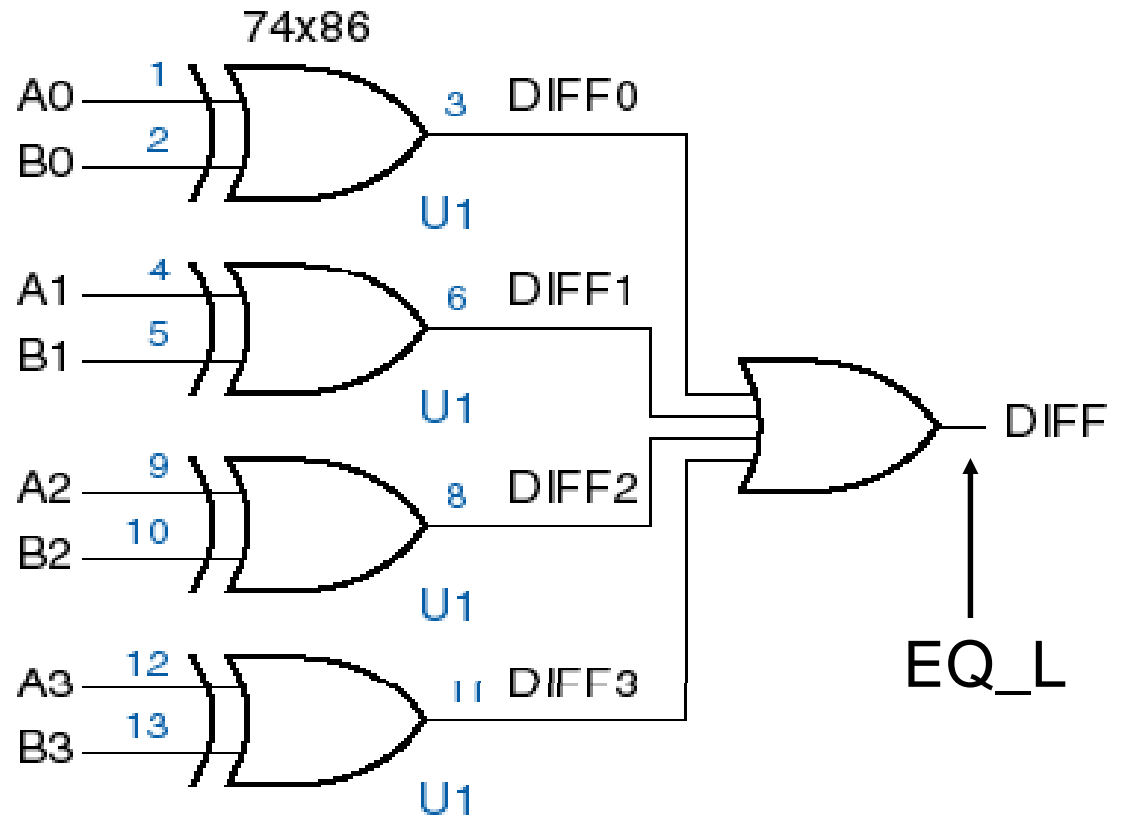 74x86
A0 1 3 DIFF0
B0 2
U1
A1 4 6 DIFF1
B1 5
U1
DIFF
A2 9 8 DIFF2
B2 10
U1
EQ_L
A3 12 11 DIFF3
B3 13
U1